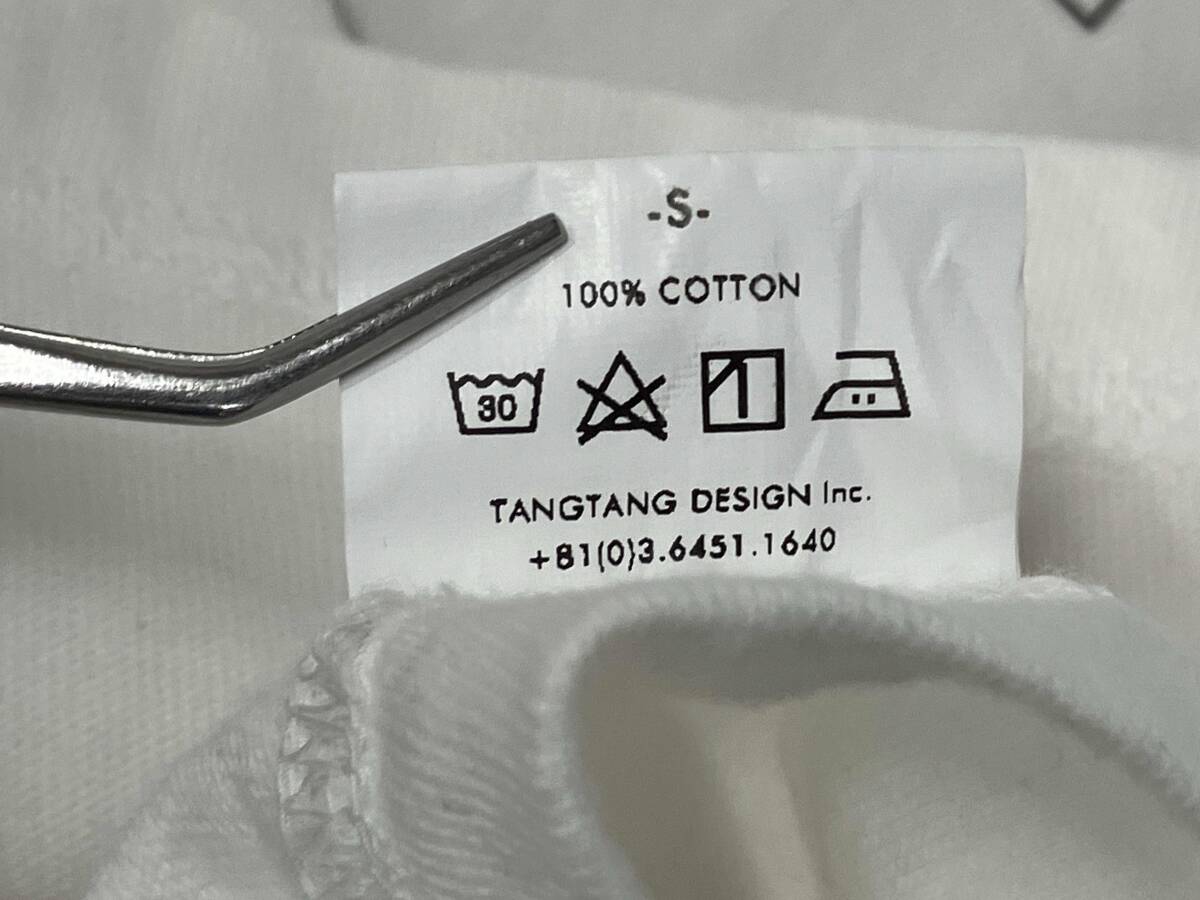 -S-
100% COTTON
30
TANGTANG DESIGN Inc.
+81(0)3.6451.1640